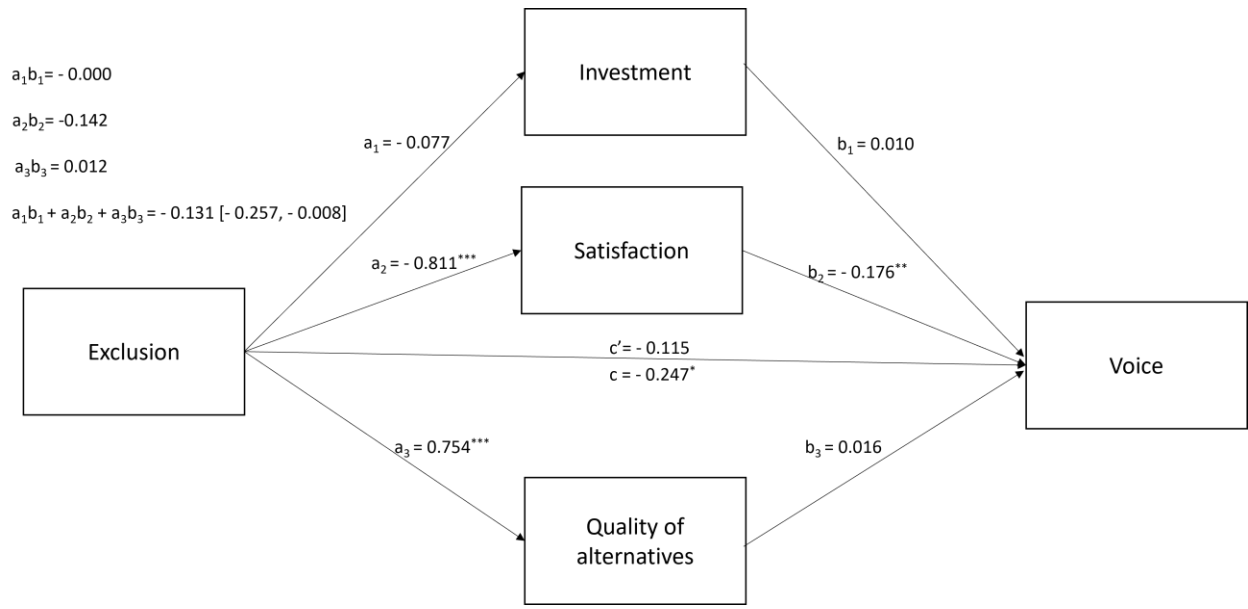 Investment
a₁b₁= - 0.000
a₂b₂= -0.142
a₁ = - 0.077
b₁ = 0.010
a₃b₃ = 0.012
a₁b₁ + a₂b₂ + a₃b₃ = - 0.131 [- 0.257, - 0.008]
Satisfaction
a₂ = - 0.811***
b₂ = - 0.176**
Exclusion
c’= - 0.115
c = - 0.247*
Voice
a₃ = 0.754***
b₃ = 0.016
Quality of
alternatives